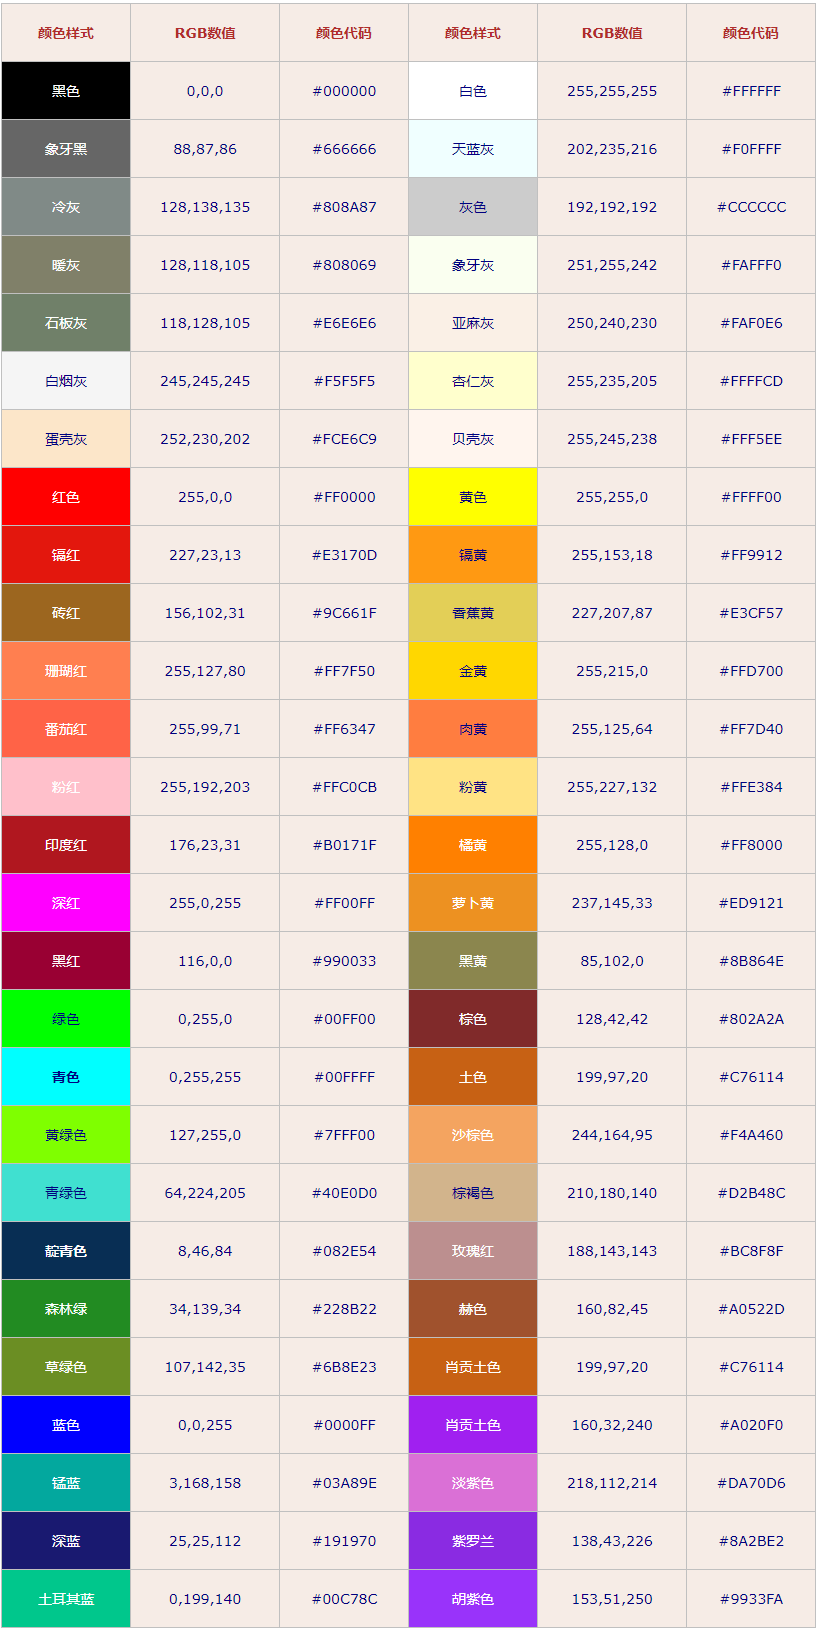 颜色样式 RGB数值 颜色代码 颜色样式 RGB数值 颜色代码
黑色 0,0,0 #000000 白色 255,255,255 #FFFFFF
象牙黑 88,87,86 #666666 天蓝灰 202,235,216 #F0FFFF
冷灰 128,138,135 #808A87 灰色 192,192,192 #CCCCCC
暖灰 128,118,105 #808069 象牙灰 251,255,242 #FAFFF0
石板灰 118,128,105 #E6E6E6 亚麻灰 250,240,230 #FAF0E6
白烟灰 245,245,245 #F5F5F5 杏仁灰 255,235,205 #FFFFCD
蛋壳灰 252,230,202 #FCE6C9 贝壳灰 255,245,238 #FFF5EE
红色 255,0,0 #FF0000 黄色 255,255,0 #FFFF00
镉红 227,23,13 #E3170D 镉黄 255,153,18 #FF9912
砖红 156,102,31 #9C661F 香蕉黄 227,207,87 #E3CF57
珊瑚红 255,127,80 #FF7F50 金黄 255,215,0 #FFD700
番茄红 255,99,71 #FF6347 肉黄 255,125,64 #FF7D40
粉红 255,192,203 #FFC0CB 粉黄 255,227,132 #FFE384
印度红 176,23,31 #B0171F 橘黄 255,128,0 #FF8000
深红 255,0,255 #FF00FF 萝卜黄 237,145,33 #ED9121
黑红 116,0,0 #990033 黑黄 85,102,0 #8B864E
绿色 0,255,0 #00FF00 棕色 128,42,42 #802A2A
青色 0,255,255 #00FFFF 土色 199,97,20 #C76114
黄绿色 127,255,0 #7FFF00 沙棕色 244,164,95 #F4A460
青绿色 64,224,205 #40E0D0 棕褐色 210,180,140 #D2B48C
靛青色 8,46,84 #082E54 玫瑰红 188,143,143 #BC8F8F
森林绿 34,139,34 #228B22 赫色 160,82,45 #A0522D
草绿色 107,142,35 #6B8E23 肖贡土色 199,97,20 #C76114
蓝色 0,0,255 #0000FF 肖贡土色 160,32,240 #A020F0
锰蓝 3,168,158 #03A89E 淡紫色 218,112,214 #DA70D6
深蓝 25,25,112 #191970 紫罗兰 138,43,226 #8A2BE2
土耳其蓝 0,199,140 #00C78C 胡紫色 153,51,250 #9933FA